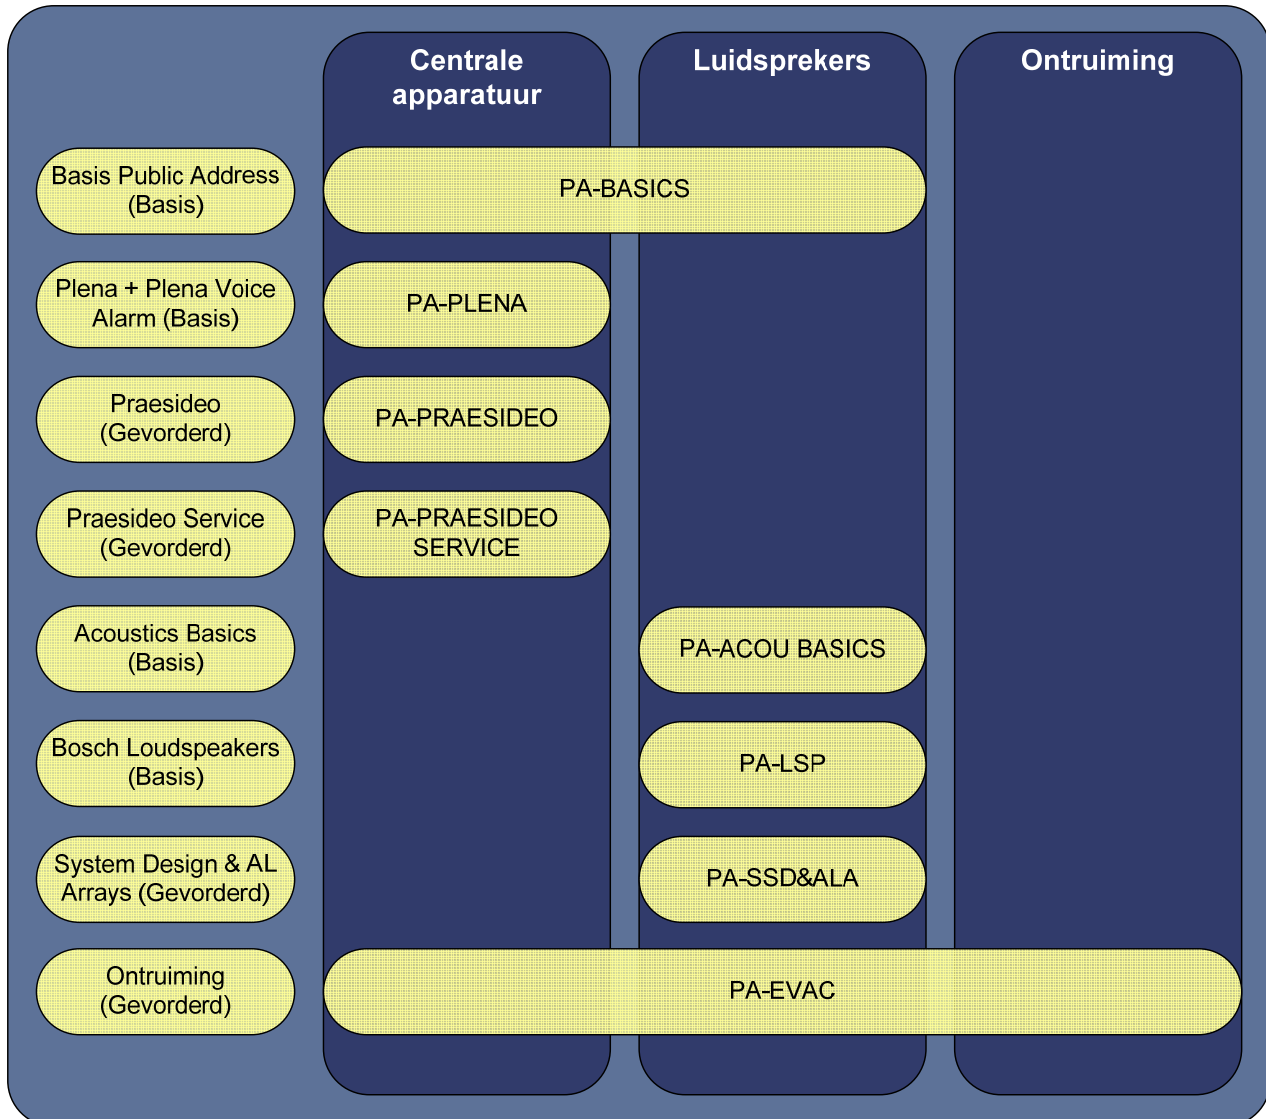 Centrale
apparatuur
Luidsprekers
Ontruiming
Basis Public Address
(Basis)
PA-BASICS
Plena + Plena Voice
Alarm (Basis)
PA-PLENA
Praesideo
(Gevorderd)
PA-PRAESIDEO
Praesideo Service
(Gevorderd)
PA-PRAESIDEO
SERVICE
Acoustics Basics
(Basis)
PA-ACOU BASICS
Bosch Loudspeakers
(Basis)
PA-LSP
System Design & AL
Arrays (Gevorderd)
PA-SSD&ALA
Ontruiming
(Gevorderd)
PA-EVAC